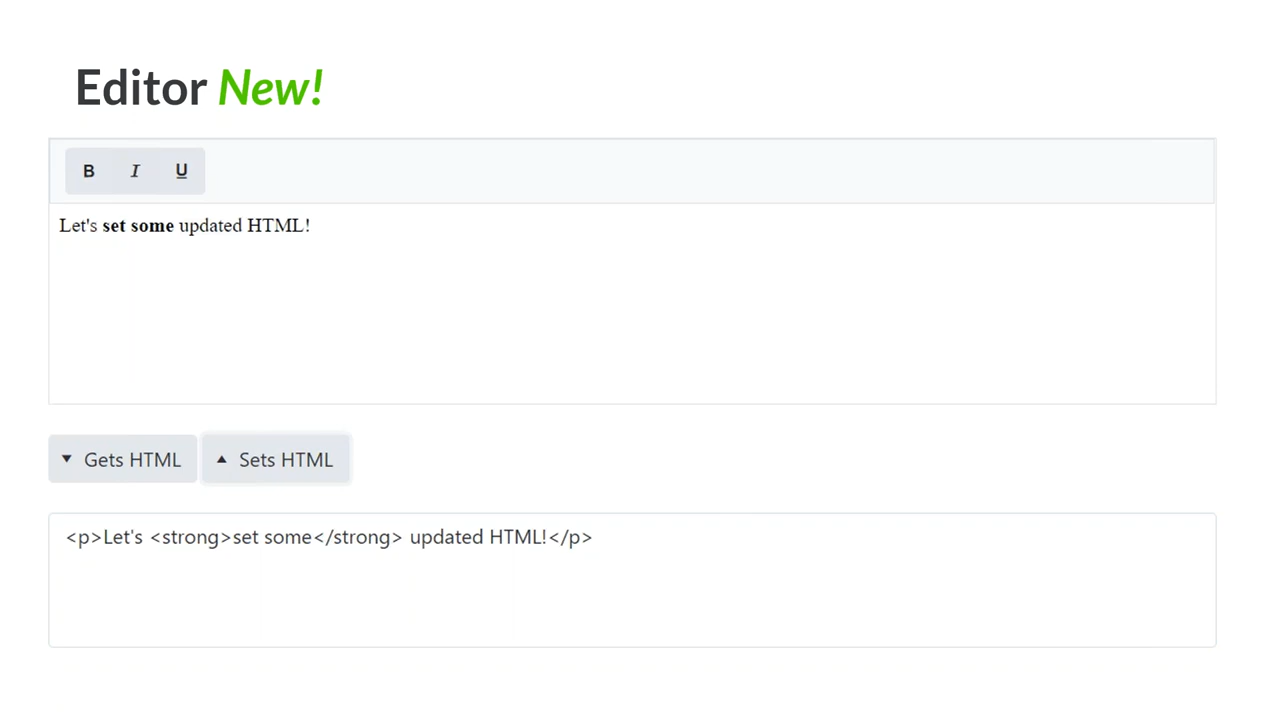 Editor New!
B I U
Let's set some updated HTML!
Gets HTML Sets HTML
<p>Let's <strong>set some</strong> updated HTML!</p>